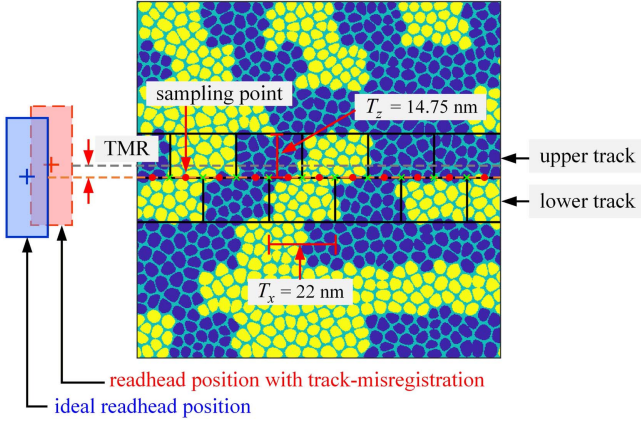 sampling point
T_z = 14.75 nm
TMR
upper track
lower track
T_x = 22 nm
readhead position with track-misregistration
ideal readhead position